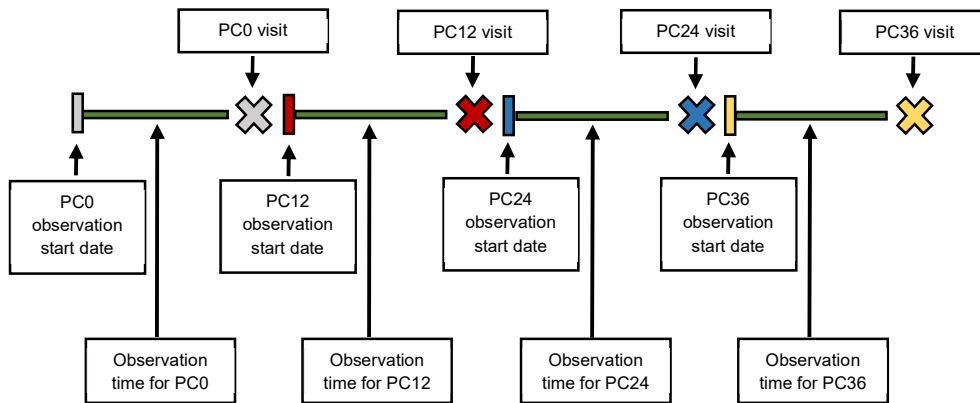 PC0 visit
PC12 visit
PC24 visit
PC36 visit
PC0
observation
start date
PC12
observation
start date
PC24
observation
start date
PC36
observation
start date
Observation
time for PC0
Observation
time for PC12
Observation
time for PC24
Observation
time for PC36